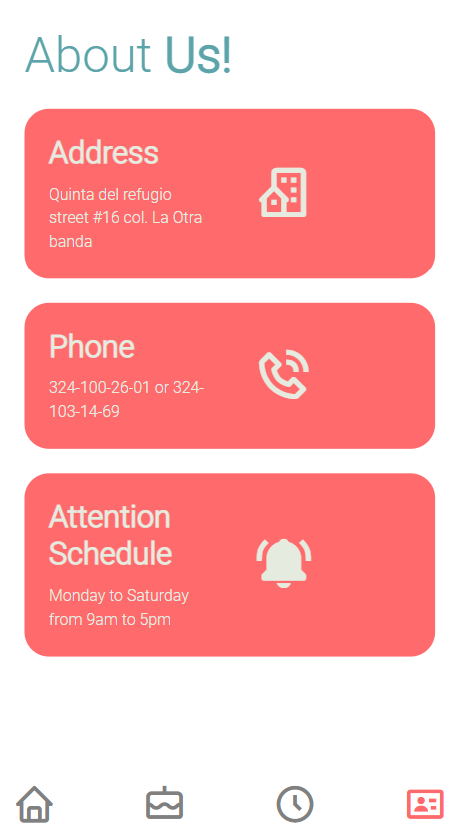 About Us!
Address
Quinta del refugio
street #16 col. La Otra
banda
Phone
324-100-26-01 or 324-
103-14-69
Attention
Schedule
Monday to Saturday
from 9am to 5pm